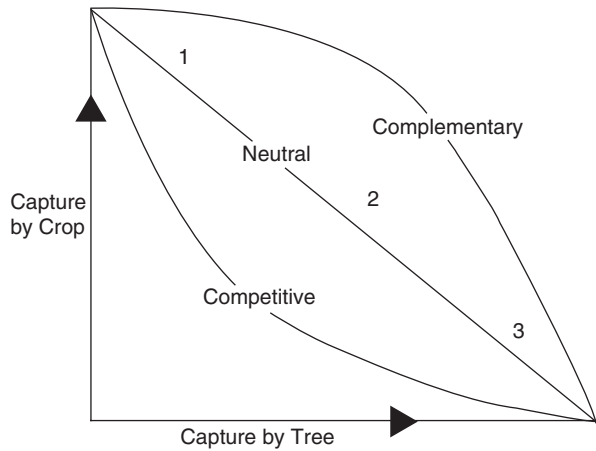 1
Complementary
Neutral
2
Capture
by Crop
Competitive
3
Capture by Tree